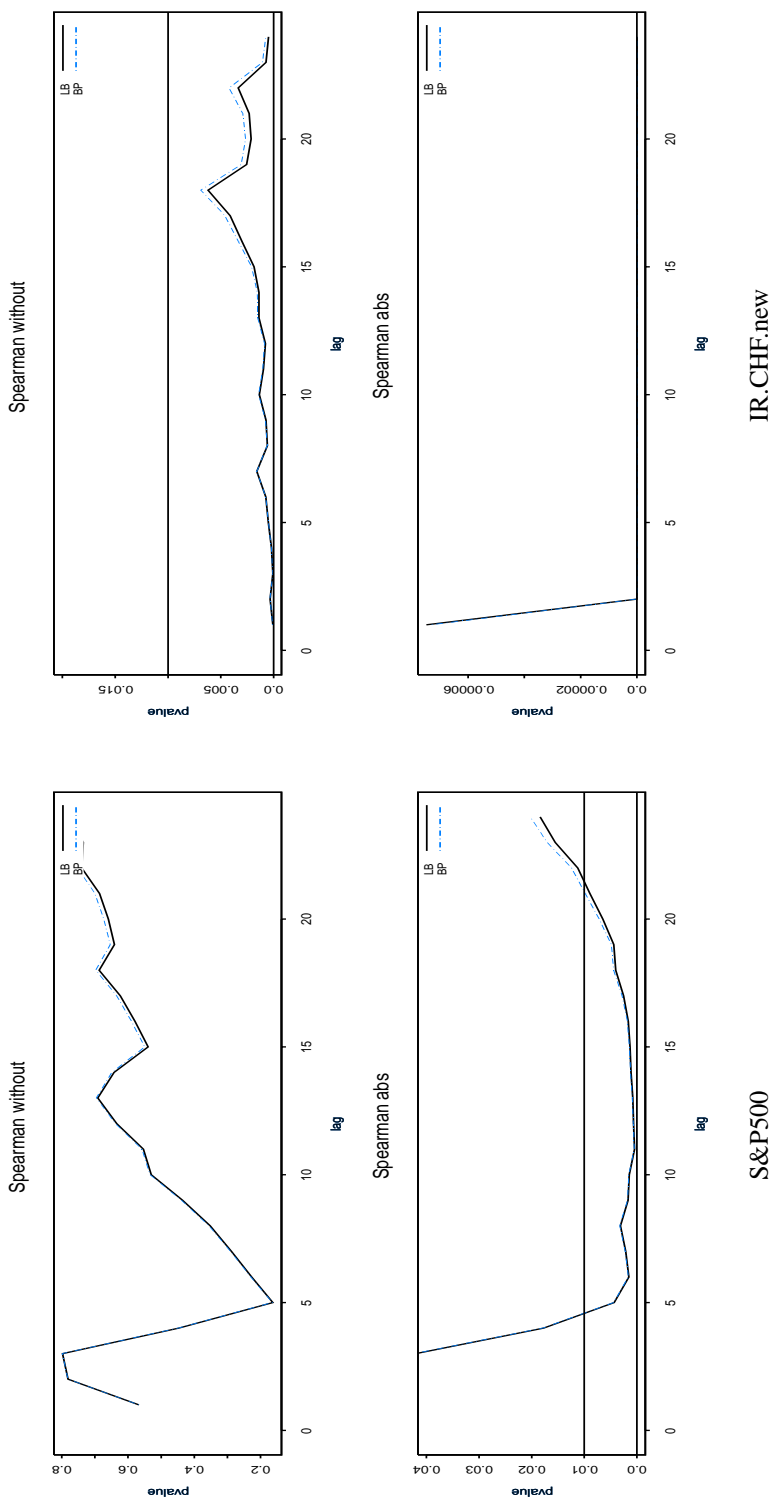 Spearman without
LB
BP
pvalue
0.8
0.6
0.4
0.2
0
5
10
15
20
lag
Spearman without
LB
BP
pvalue
0.015
0.005
0.0
0
5
10
15
20
lag
Spearman abs
LB
BP
pvalue
0.04
0.03
0.02
0.01
0.0
0
5
10
15
20
lag
Spearman abs
LB
BP
pvalue
0.00006
0.00002
0.0
0
5
10
15
20
lag
S&P500
IR.CHF.new